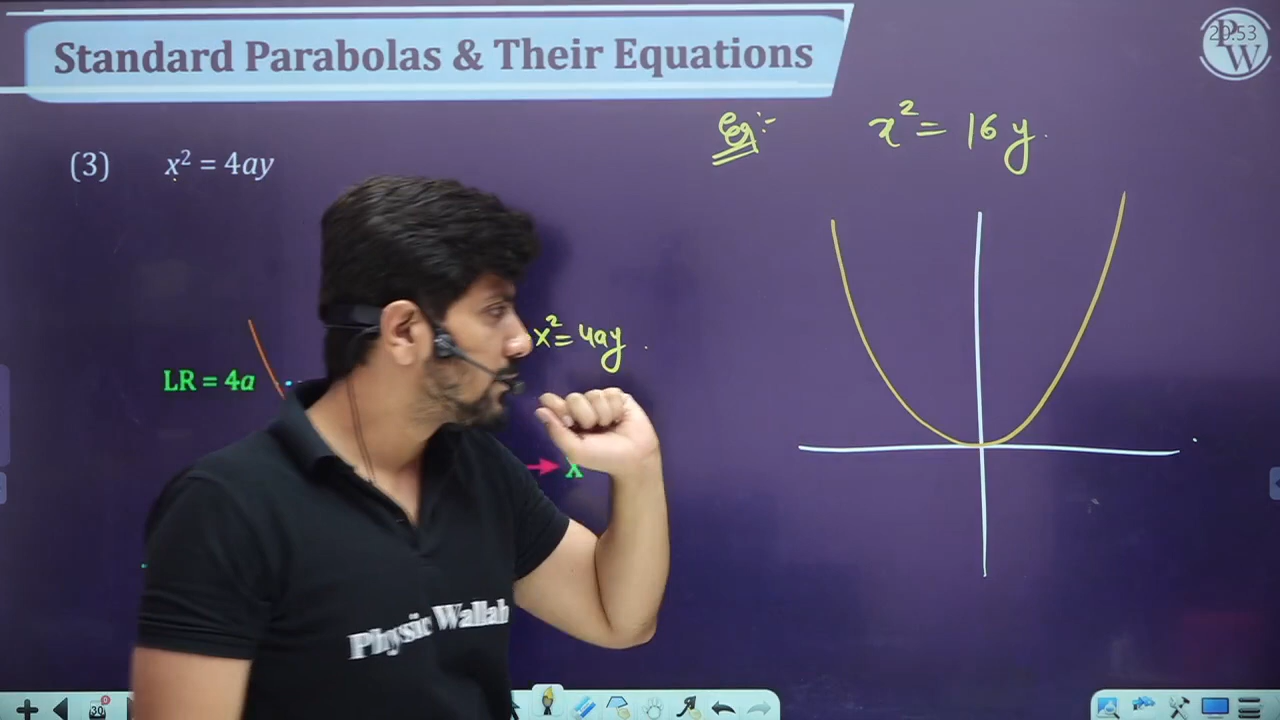 Standard Parabolas & Their Equations
20:53
PW
(3) x² = 4ay
Eg:- x² = 16y
x² = 4ay
LR = 4a
X
Physic Wallah
30